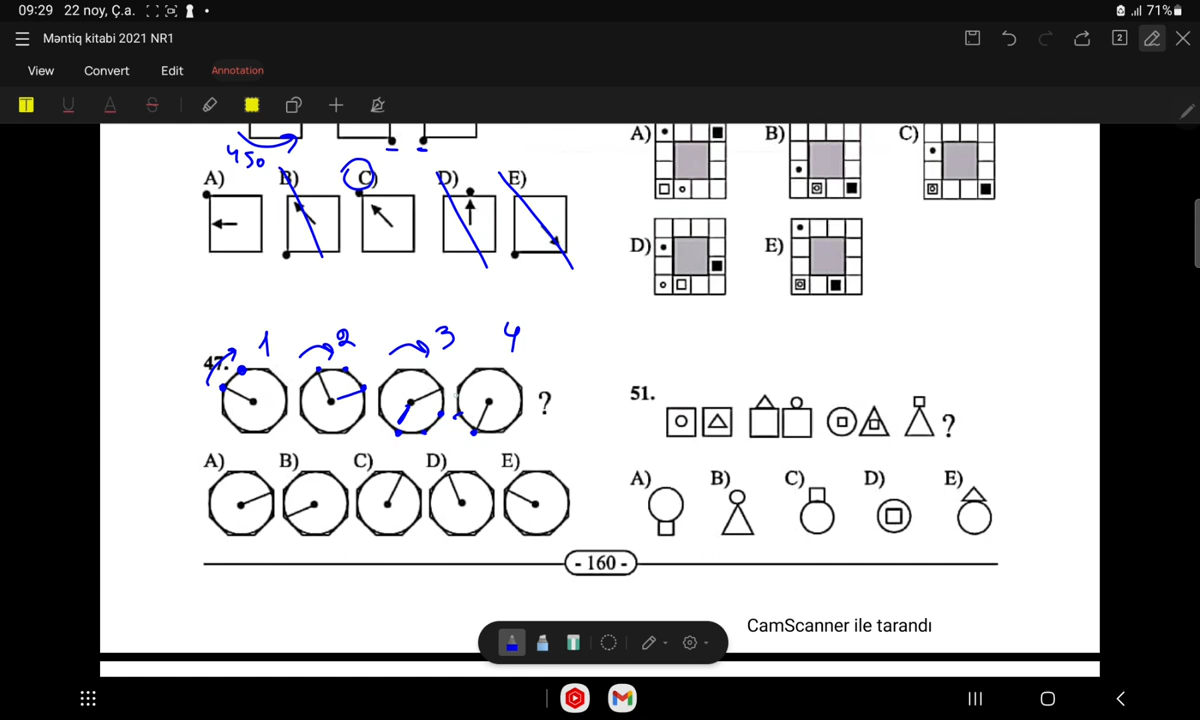 09:29 22 noy, Ç.a.
71%
Məntiq kitabi 2021 NR1
2
View Convert Edit Annotation
T U A S
450
A) B) C) D) E)
A) B) C)
D) E)
47. 1 2 3 4
?
A) B) C) D) E)
51.
?
A) B) C) D) E)
- 160 -
CamScanner ile tarandı